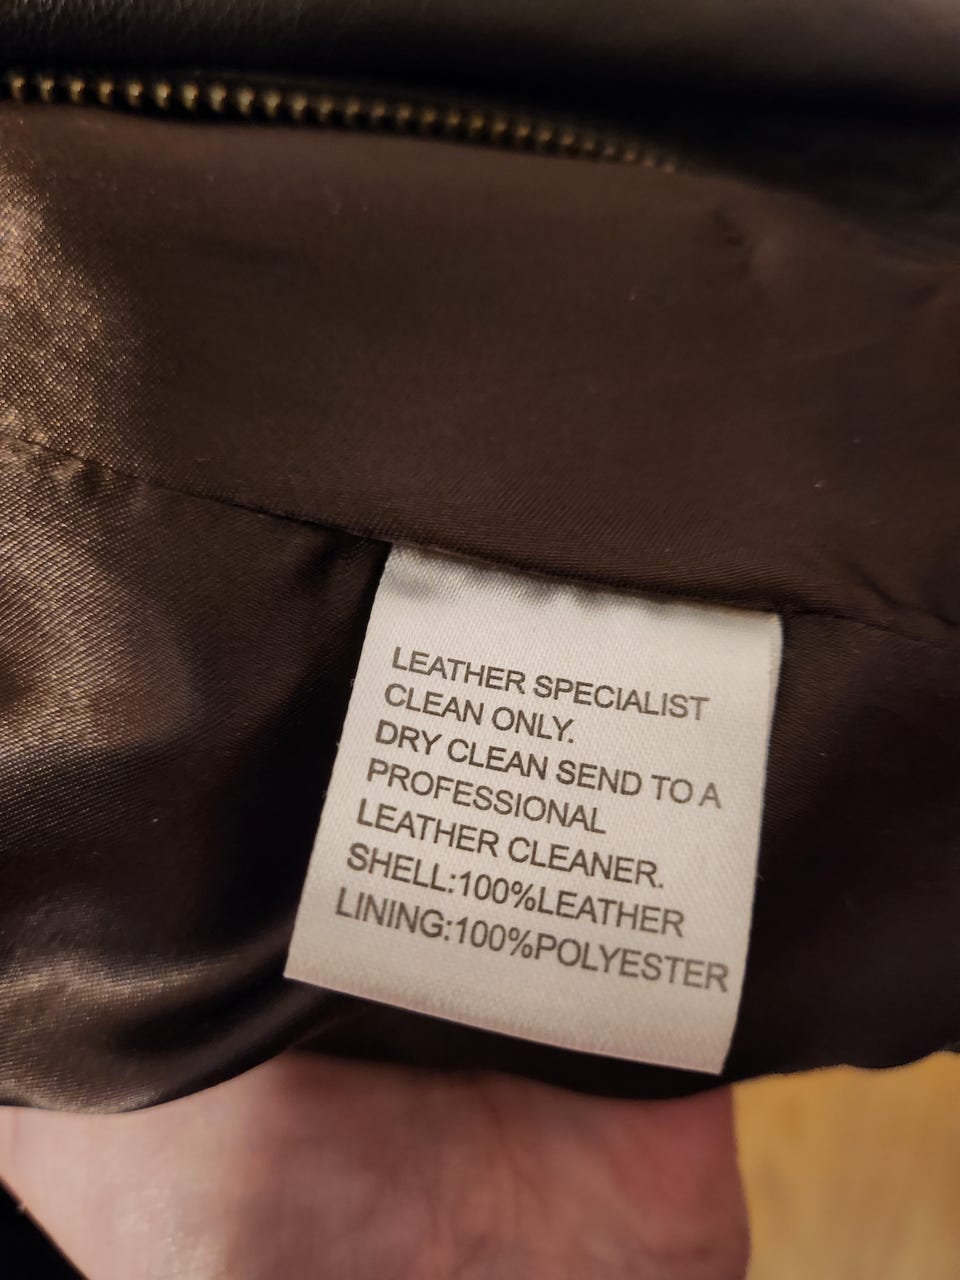 LEATHER SPECIALIST
CLEAN ONLY.
DRY CLEAN SEND TO A
PROFESSIONAL
LEATHER CLEANER.
SHELL:100%LEATHER
LINING:100%POLYESTER